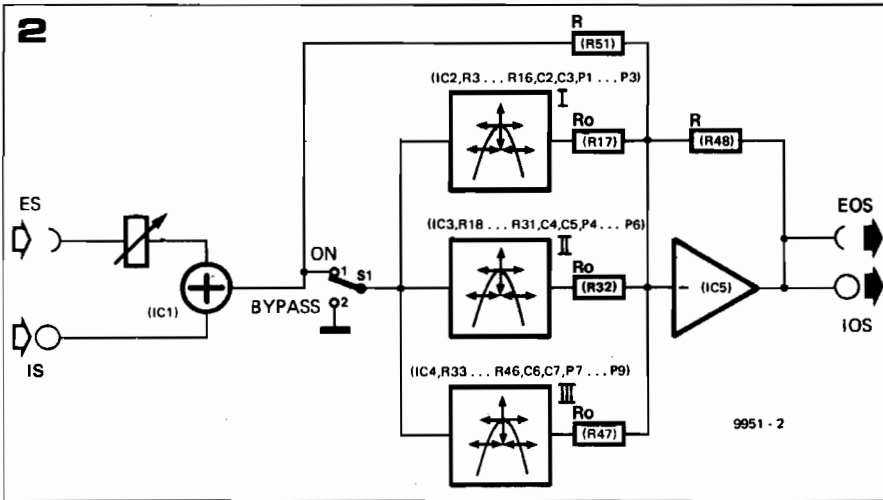 2
R
(R51)
(IC2,R3 ... R16,C2,C3,P1 ... P3)
I
Ro
(R17)
R
(R48)
ES
EOS
(IC3,R18 ... R31,C4,C5,P4 ... P6)
II
ON
1
S1
Ro
(R32)
-
(IC5)
(IC1)
+
BYPASS
2
IS
IOS
(IC4,R33 ... R46,C6,C7,P7 ... P9)
III
Ro
(R47)
9951 - 2